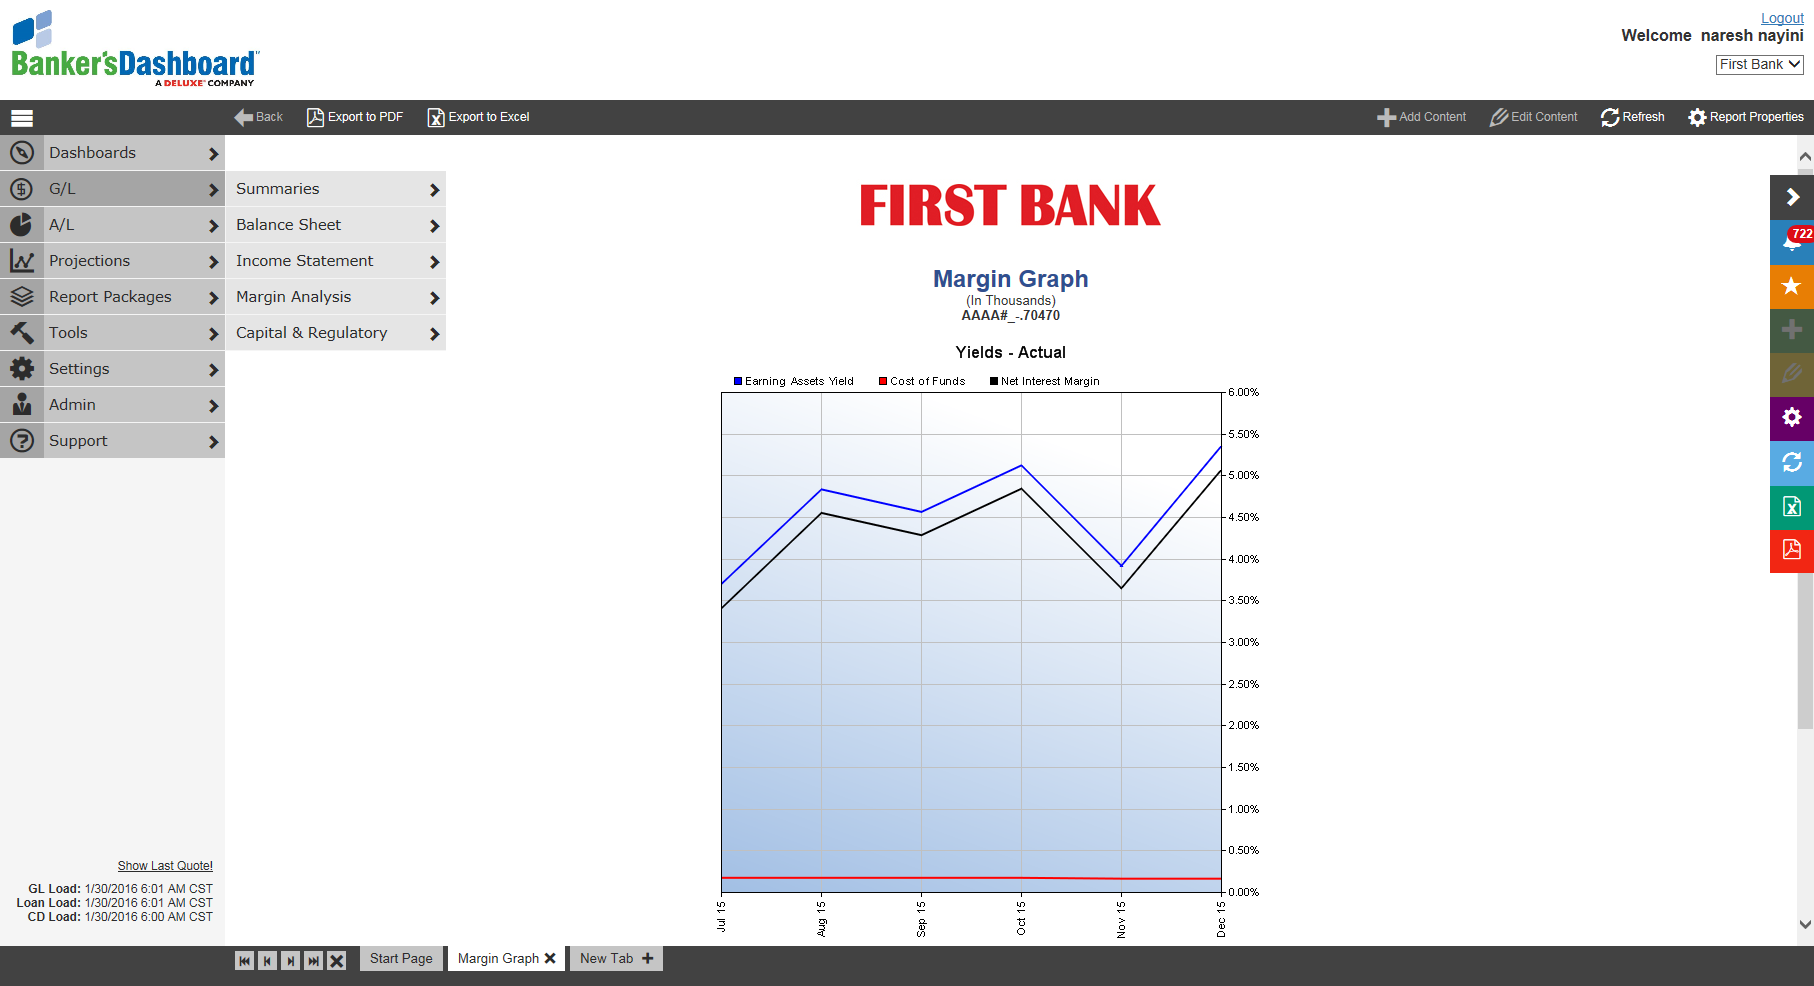 Banker'sDashboard
A DELUXE COMPANY
Logout
Welcome naresh nayini
First Bank
Back
Export to PDF
Export to Excel
Add Content
Edit Content
Refresh
Report Properties
Dashboards
G/L
A/L
Projections
Report Packages
Tools
Settings
Admin
Support
Summaries
Balance Sheet
Income Statement
Margin Analysis
Capital & Regulatory
722
FIRST BANK
Margin Graph
(In Thousands)
AAAA#_-.70470
Yields - Actual
Earning Assets Yield
Cost of Funds
Net Interest Margin
6.00%
5.50%
5.00%
4.50%
4.00%
3.50%
3.00%
2.50%
2.00%
1.50%
1.00%
0.50%
0.00%
Jul 15
Aug 15
Sep 15
Oct 15
Nov 15
Dec 15
Show Last Quote!
GL Load: 1/30/2016 6:01 AM CST
Loan Load: 1/30/2016 6:01 AM CST
CD Load: 1/30/2016 6:00 AM CST
Start Page
Margin Graph
New Tab